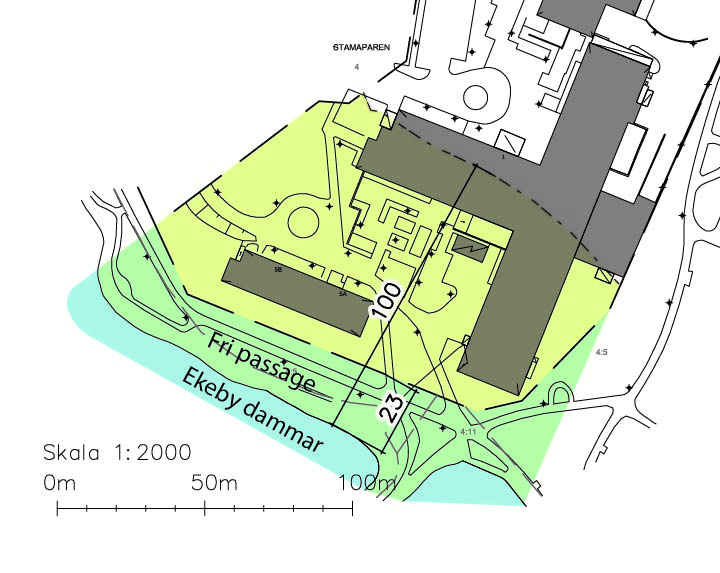 STAMAPAREN
4
1
5B
5A
100
Fri passage
23
Ekeby dammar
4:5
4:11
Skala 1:2000
0m 50m 100m